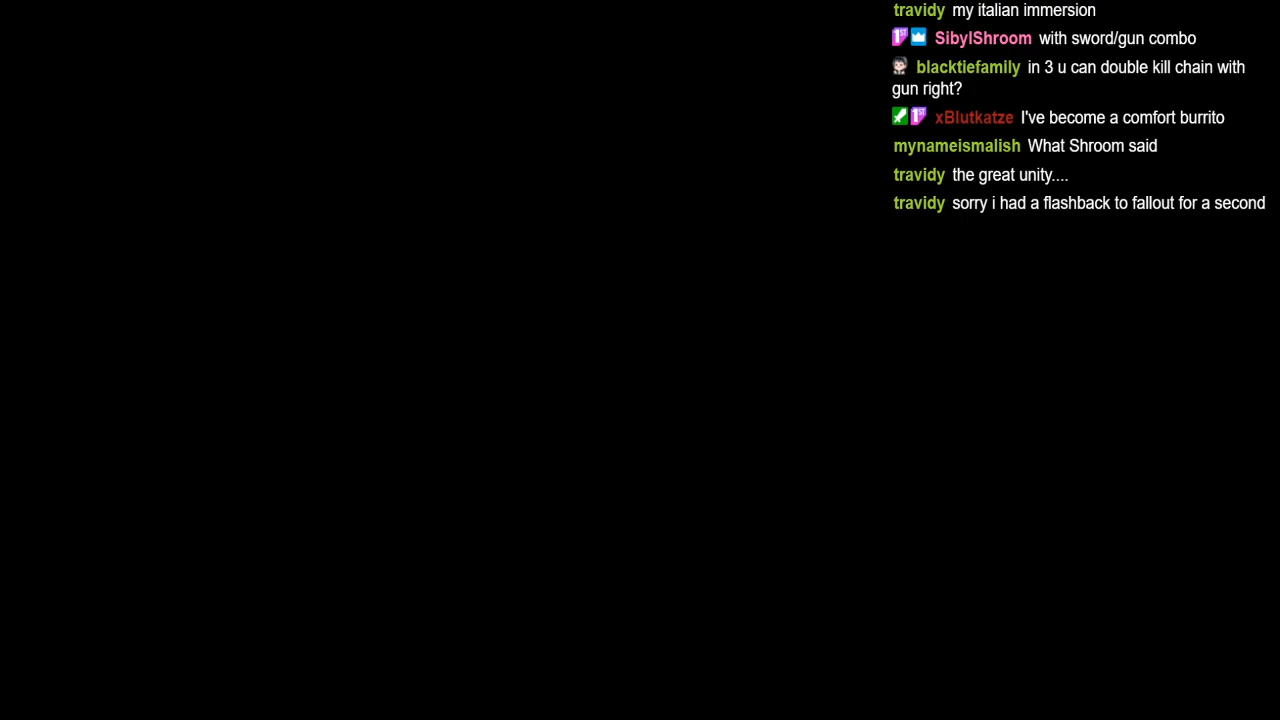 travidy my italian immersion
SibylShroom with sword/gun combo
blacktiefamily in 3 u can double kill chain with
gun right?
xBlutkatze I've become a comfort burrito
mynameismalish What Shroom said
travidy the great unity....
travidy sorry i had a flashback to fallout for a second